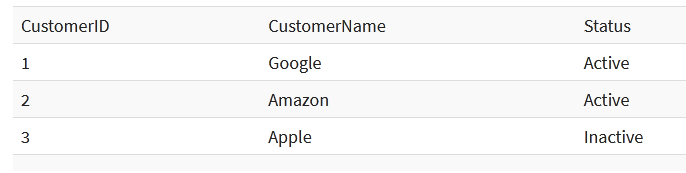 CustomerID CustomerName Status
1 Google Active
2 Amazon Active
3 Apple Inactive